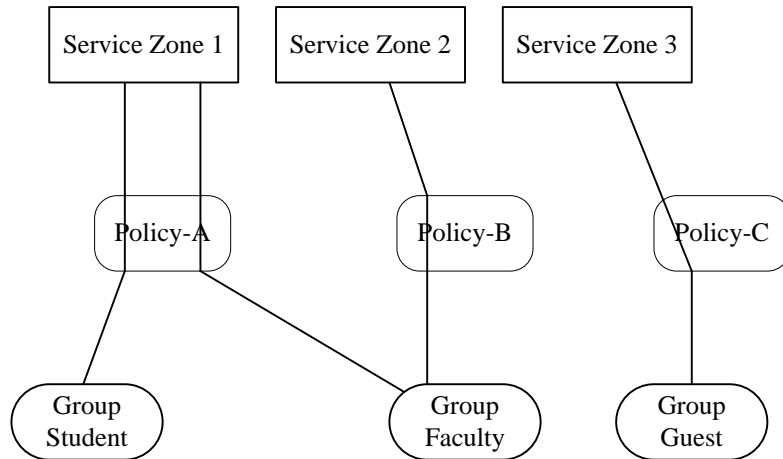 Service Zone 1
Service Zone 2
Service Zone 3
Policy-A
Policy-B
Policy-C
Group
Student
Group
Faculty
Group
Guest